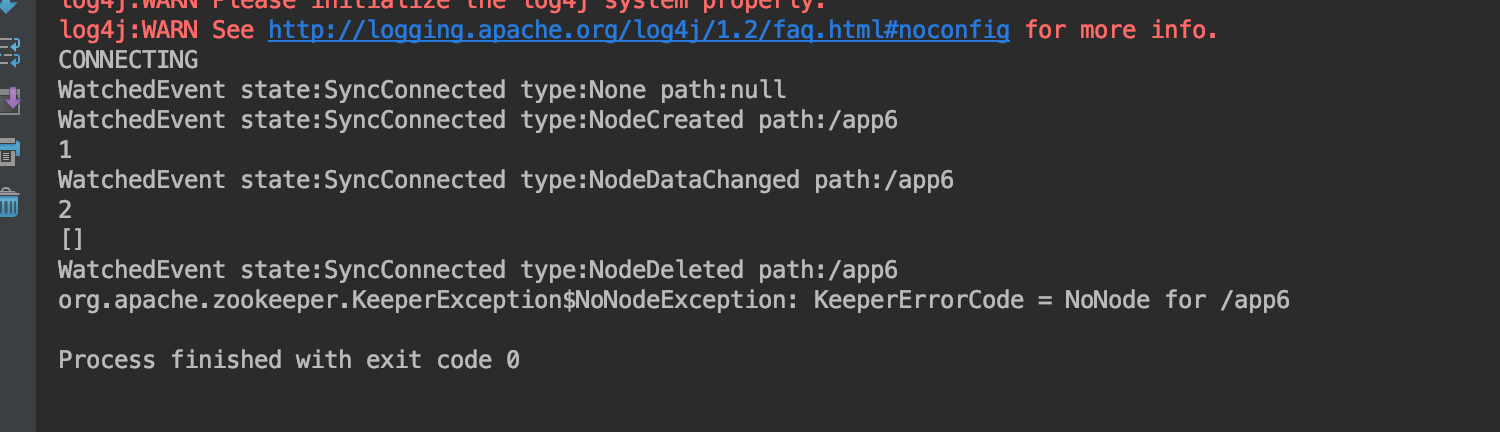 log4j:WARN Please initialize the log4j system properly.
log4j:WARN See http://logging.apache.org/log4j/1.2/faq.html#noconfig for more info.
CONNECTING
WatchedEvent state:SyncConnected type:None path:null
WatchedEvent state:SyncConnected type:NodeCreated path:/app6
1
WatchedEvent state:SyncConnected type:NodeDataChanged path:/app6
2
[]
WatchedEvent state:SyncConnected type:NodeDeleted path:/app6
org.apache.zookeeper.KeeperException$NoNodeException: KeeperErrorCode = NoNode for /app6
Process finished with exit code 0